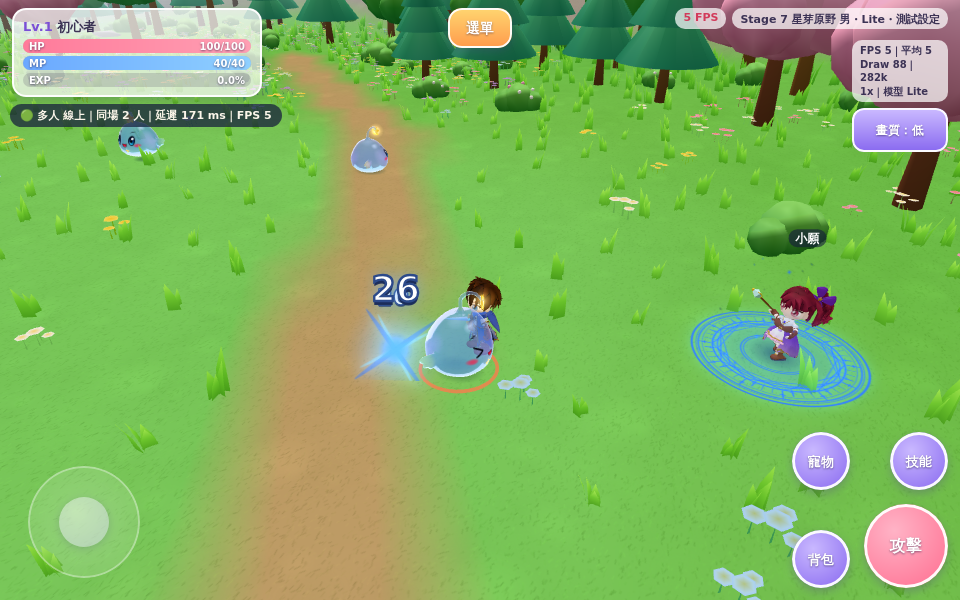 Lv.1 初心者
HP 100/100
MP 40/40
EXP 0.0%
多人 線上｜同場 2 人｜延遲 171 ms｜FPS 5
選單
5 FPS
Stage 7 星芽原野 男・Lite・測試設定
FPS 5｜平均 5
Draw 88｜
282k
1x｜模型 Lite
畫質：低
小願
26
寵物
技能
攻擊
背包